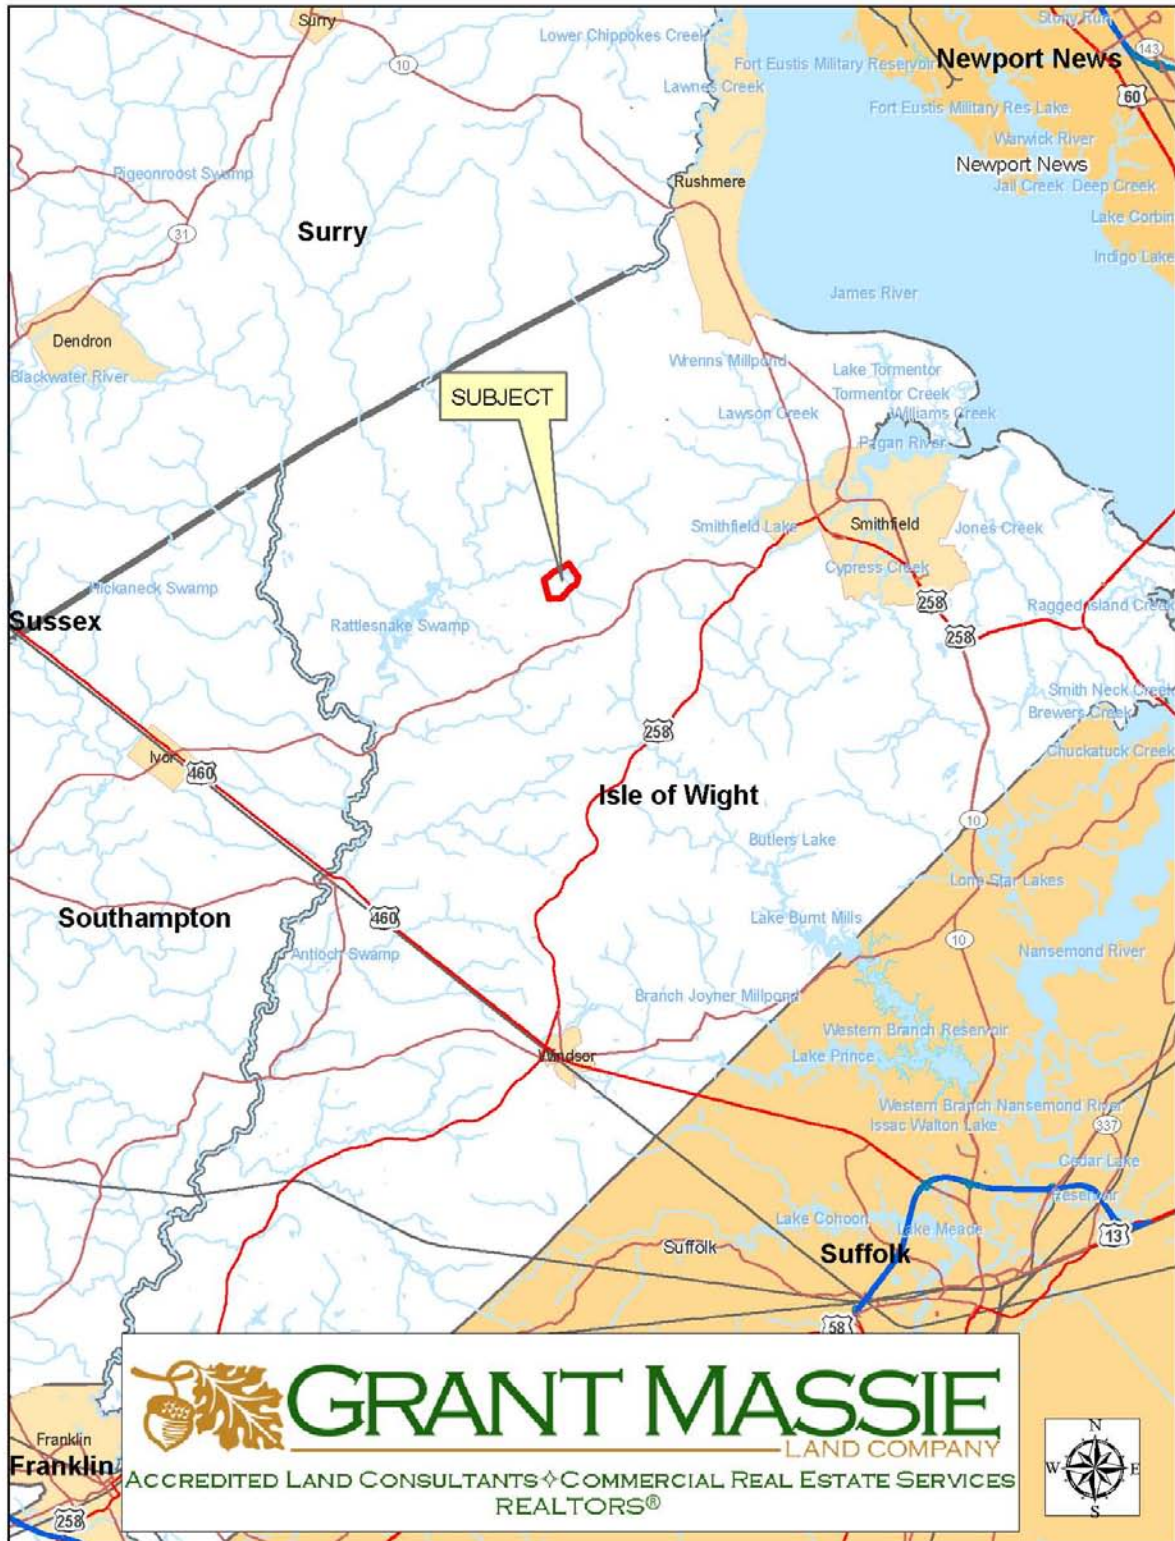 Surry
Lower Chippokes Creek
Stony Run
10
Fort Eustis Military Reservoir
Newport News
143
Lawnes Creek
60
Fort Eustis Military Res Lake
Warwick River
Newport News
Pigeonroost Swamp
Rushmere
Jail Creek
Deep Creek
Lake Corbin
31
Surry
Indigo Lake
James River
Dendron
Blackwater River
Wrenns Millpond
Lake Tormentor
SUBJECT
Tormentor Creek
Lawson Creek
Williams Creek
Pagan River
Smithfield Lake
Smithfield
Jones Creek
Cypress Creek
Hickaneck Swamp
258
Ragged Island Creek
Sussex
Rattlesnake Swamp
258
Smith Neck Creek
Brewers Creek
258
Chuckatuck Creek
Ivor
460
Isle of Wight
10
Butlers Lake
Lone Star Lakes
Southampton
460
Lake Burnt Mills
10
Antioch Swamp
Nansemond River
Branch Joyner Millpond
Western Branch Reservoir
Windsor
Lake Prince
Western Branch Nansemond River
Issac Walton Lake
337
Cedar Lake
Reservoir
Lake Cohoon
Lake Meade
13
Suffolk
Suffolk
58
GRANT MASSIE
LAND COMPANY
ACCREDITED LAND CONSULTANTS✧COMMERCIAL REAL ESTATE SERVICES
REALTORS®
Franklin
Franklin
258
N
W
E
S